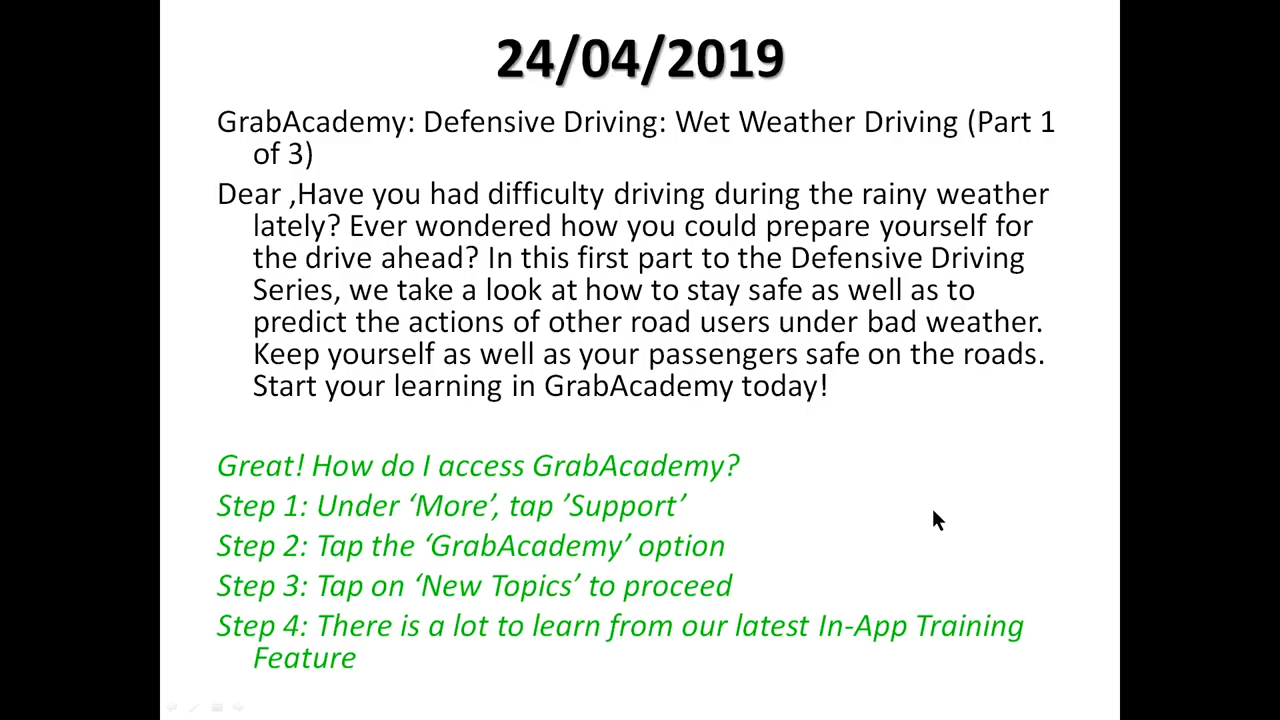 24/04/2019
GrabAcademy: Defensive Driving: Wet Weather Driving (Part 1
of 3)
Dear ,Have you had difficulty driving during the rainy weather
lately? Ever wondered how you could prepare yourself for
the drive ahead? In this first part to the Defensive Driving
Series, we take a look at how to stay safe as well as to
predict the actions of other road users under bad weather.
Keep yourself as well as your passengers safe on the roads.
Start your learning in GrabAcademy today!
Great! How do I access GrabAcademy?
Step 1: Under ‘More’, tap ’Support’
Step 2: Tap the ‘GrabAcademy’ option
Step 3: Tap on ‘New Topics’ to proceed
Step 4: There is a lot to learn from our latest In-App Training
Feature